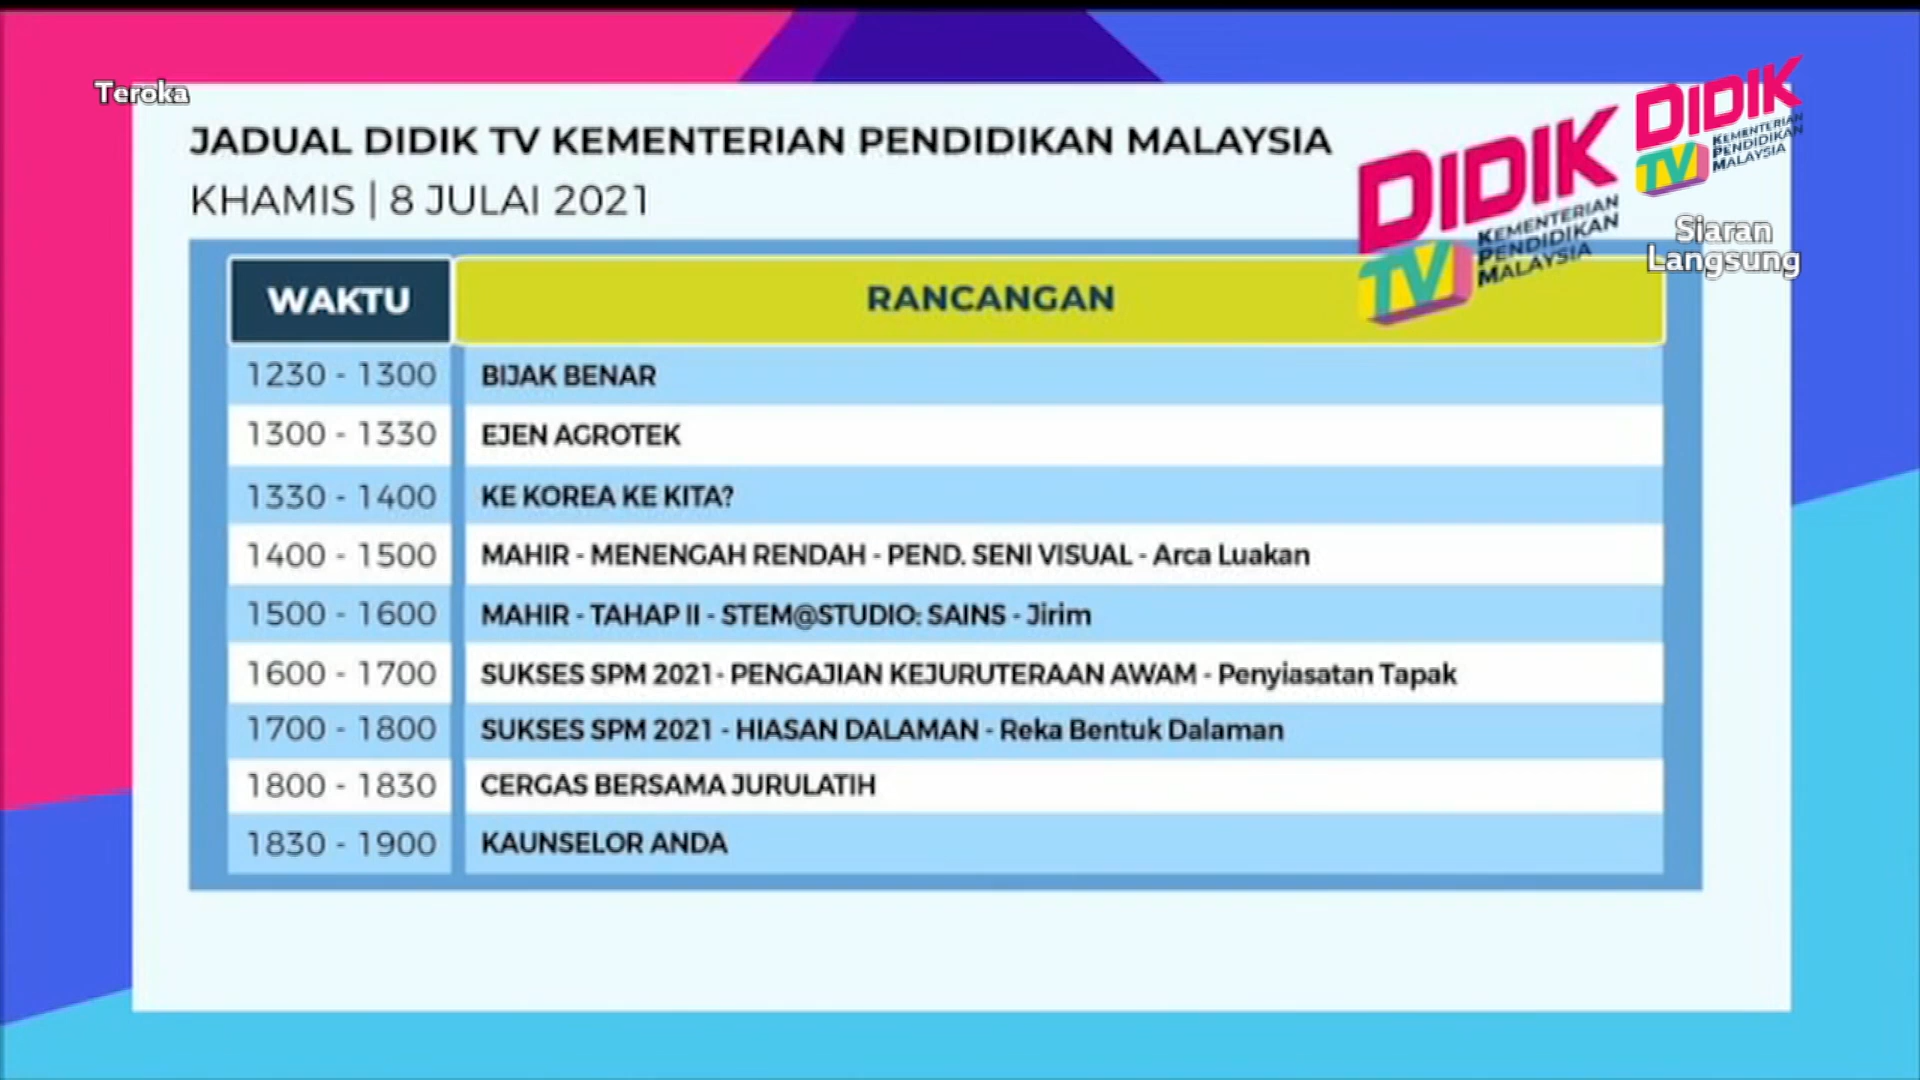 Teroka
JADUAL DIDIK TV KEMENTERIAN PENDIDIKAN MALAYSIA
KHAMIS | 8 JULAI 2021
DIDIK
TV
KEMENTERIAN
PENDIDIKAN
MALAYSIA
DIDIK
TV
KEMENTERIAN
PENDIDIKAN
MALAYSIA
Siaran
Langsung
WAKTU RANCANGAN
1230 - 1300 BIJAK BENAR
1300 - 1330 EJEN AGROTEK
1330 - 1400 KE KOREA KE KITA?
1400 - 1500 MAHIR - MENENGAH RENDAH - PEND. SENI VISUAL - Arca Luakan
1500 - 1600 MAHIR - TAHAP II - STEM@STUDIO: SAINS - Jirim
1600 - 1700 SUKSES SPM 2021 - PENGAJIAN KEJURUTERAAN AWAM - Penyiasatan Tapak
1700 - 1800 SUKSES SPM 2021 - HIASAN DALAMAN - Reka Bentuk Dalaman
1800 - 1830 CERGAS BERSAMA JURULATIH
1830 - 1900 KAUNSELOR ANDA